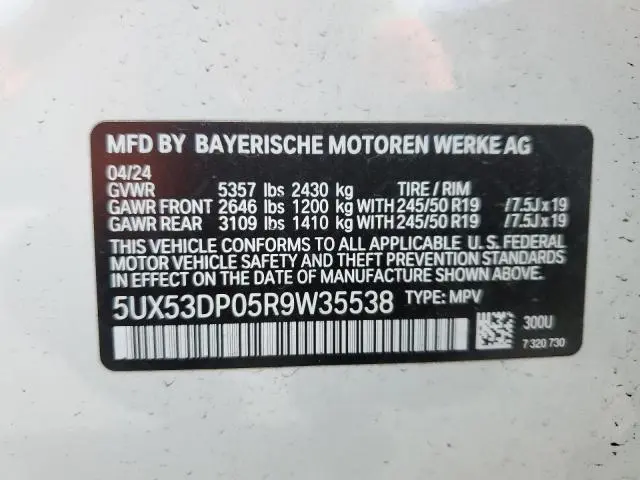 MFD BY BAYERISCHE MOTOREN WERKE AG
04/24
GVWR 5357 lbs 2430 kg TIRE / RIM
GAWR FRONT 2646 lbs 1200 kg WITH 245/50 R19 /7.5J x 19
GAWR REAR 3109 lbs 1410 kg WITH 245/50 R19 /7.5J x 19
THIS VEHICLE CONFORMS TO ALL APPLICABLE U.S. FEDERAL
MOTOR VEHICLE SAFETY AND THEFT PREVENTION STANDARDS
IN EFFECT ON THE DATE OF MANUFACTURE SHOWN ABOVE.
5UX53DP05R9W35538 TYPE: MPV
300U
7 320 730